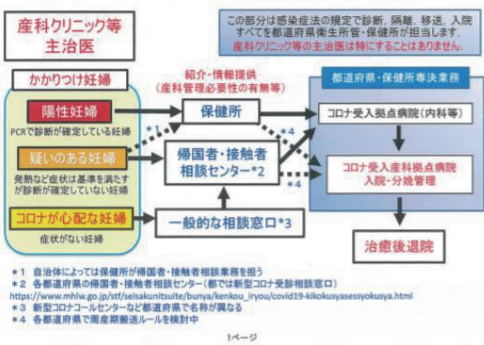 産科クリニック等
主治医
この部分は感染症法の規定で診断、隔離、移送、入院
すべてを都道府県衛生所管・保健所が担当します。
産科クリニック等の主治医は特にすることはありません。
かかりつけ妊婦
陽性妊婦
PCRで診断が確定している妊婦
疑いのある妊婦
発熱など症状は基準を満たす
が診断が確定していない妊婦
コロナが心配な妊婦
症状がない妊婦
紹介・情報提供
(産科管理必要性の有無等)
保健所
*1
帰国者・接触者
相談センター*2
一般的な相談窓口*3
*4
*4
都道府県・保健所専決業務
コロナ受入拠点病院(内科等)
コロナ受入産科拠点病院
入院・分娩管理
治癒後退院
*1 自治体によっては保健所が帰国者・接触者相談業務を担う
*2 各都道府県の帰国者・接触者相談センター(都では新型コロナ受診相談窓口)
https://www.mhlw.go.jp/stf/seisakunitsuite/bunya/kenkou_iryou/covid19-kikokusyasessyokusya.html
*3 新型コロナコールセンターなど都道府県で名称が異なる
*4 各都道府県で周産期搬送ルールを検討中
1ページ